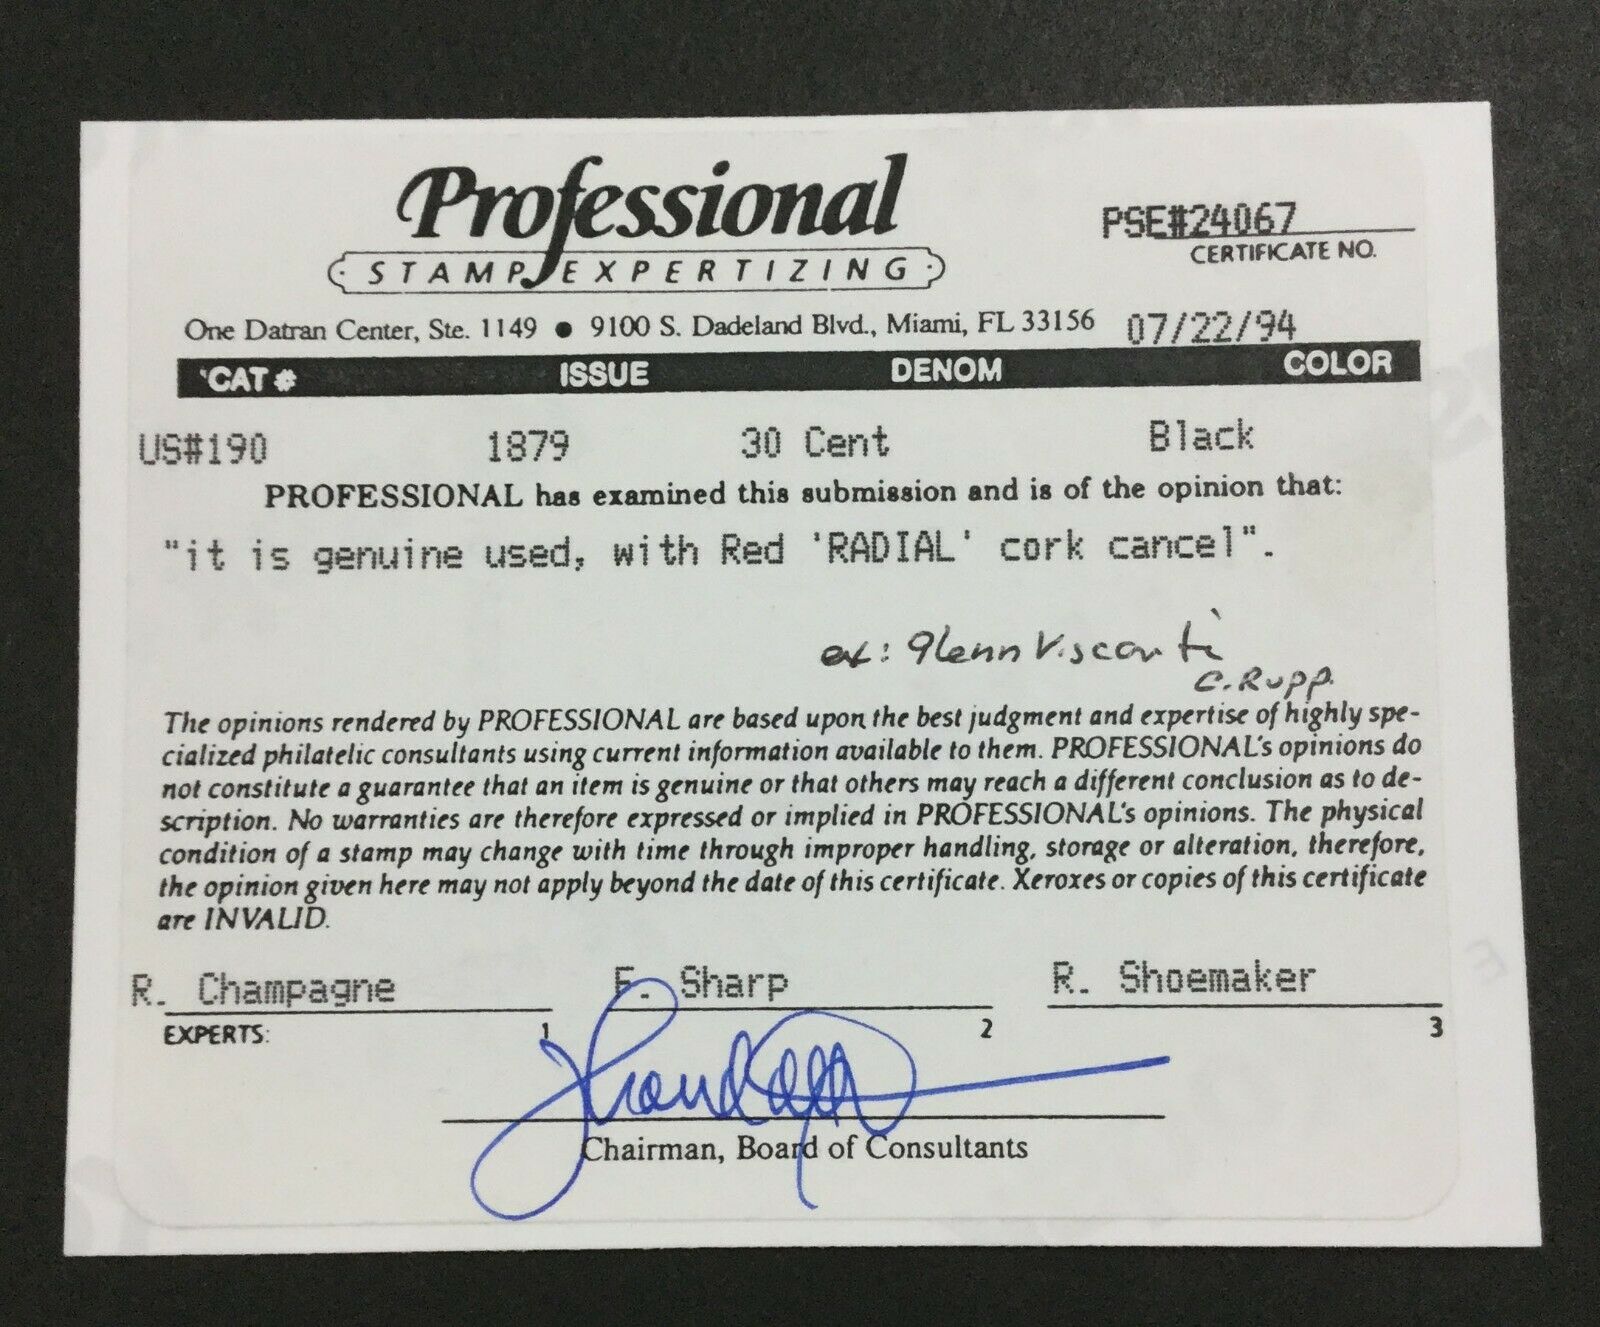 Professional
STAMP EXPERTIZING
PSE#24067
CERTIFICATE NO.
One Datran Center, Ste. 1149 ● 9100 S. Dadeland Blvd., Miami, FL 33156 07/22/94
CAT # ISSUE DENOM COLOR
US#190 1879 30 Cent Black
PROFESSIONAL has examined this submission and is of the opinion that:
"it is genuine used, with Red 'RADIAL' cork cancel".
ex: Glenn Visconti
C. Rupp.
The opinions rendered by PROFESSIONAL are based upon the best judgment and expertise of highly spe-
cialized philatelic consultants using current information available to them. PROFESSIONAL's opinions do
not constitute a guarantee that an item is genuine or that others may reach a different conclusion as to de-
scription. No warranties are therefore expressed or implied in PROFESSIONAL's opinions. The physical
condition of a stamp may change with time through improper handling, storage or alteration, therefore,
the opinion given here may not apply beyond the date of this certificate. Xeroxes or copies of this certificate
are INVALID.
R. Champagne E. Sharp R. Shoemaker
EXPERTS: 1 2 3
Chairman, Board of Consultants